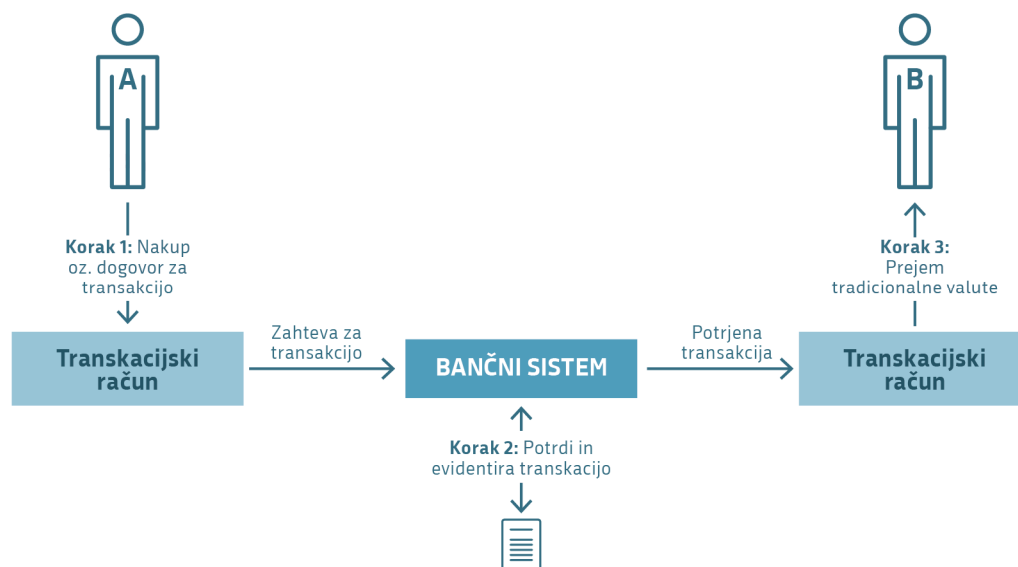 A
B
Korak 1: Nakup
oz. dogovor za
transakcijo
Korak 3:
Prejem
tradicionalne valute
Transkacijski
račun
Zahteva za
transakcijo
BANČNI SISTEM
Potrjena
transakcija
Transkacijski
račun
Korak 2: Potrdi in
evidentira transkacijo